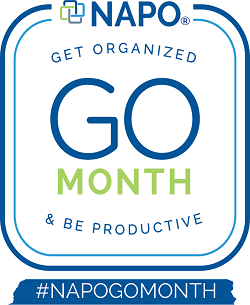 NAPO®
GET ORGANIZED
GO
MONTH
& BE PRODUCTIVE
#NAPOGOMONTH